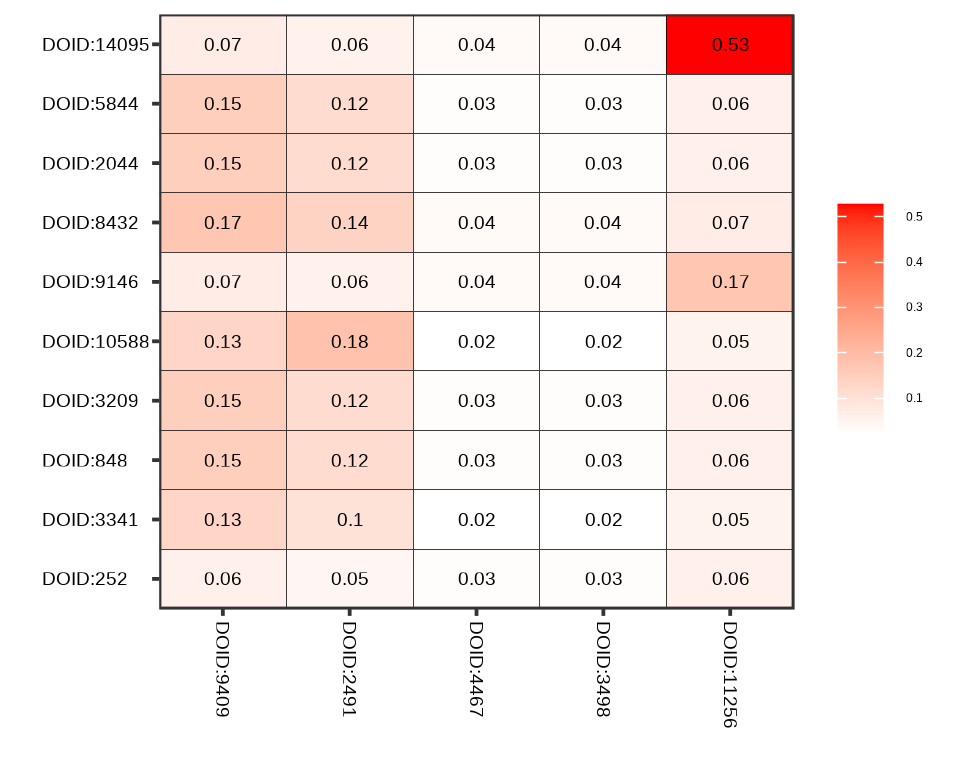 DOID:14095 0.07 0.06 0.04 0.04 0.53
DOID:5844 0.15 0.12 0.03 0.03 0.06
DOID:2044 0.15 0.12 0.03 0.03 0.06
DOID:8432 0.17 0.14 0.04 0.04 0.07
DOID:9146 0.07 0.06 0.04 0.04 0.17
DOID:10588 0.13 0.18 0.02 0.02 0.05
DOID:3209 0.15 0.12 0.03 0.03 0.06
DOID:848 0.15 0.12 0.03 0.03 0.06
DOID:3341 0.13 0.1 0.02 0.02 0.05
DOID:252 0.06 0.05 0.03 0.03 0.06
DOID:9409
DOID:2491
DOID:4467
DOID:3498
DOID:11256
0.5
0.4
0.3
0.2
0.1